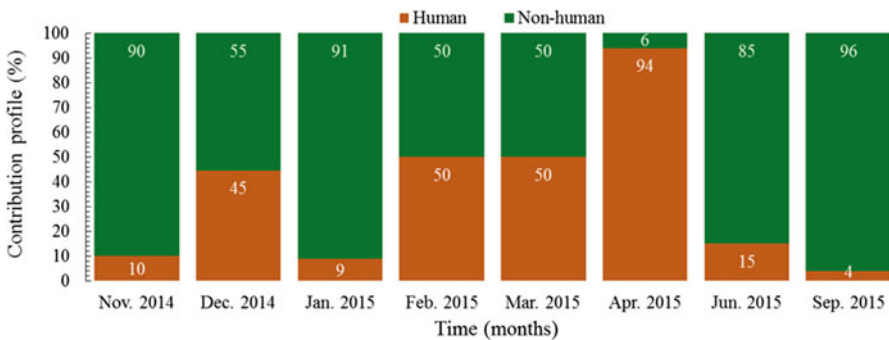 Human Non-human
Contribution profile (%)
100
90
80
70
60
50
40
30
20
10
0
90 55 91 50 50 6 85 96
10 45 9 50 50 94 15 4
Nov. 2014 Dec. 2014 Jan. 2015 Feb. 2015 Mar. 2015 Apr. 2015 Jun. 2015 Sep. 2015
Time (months)